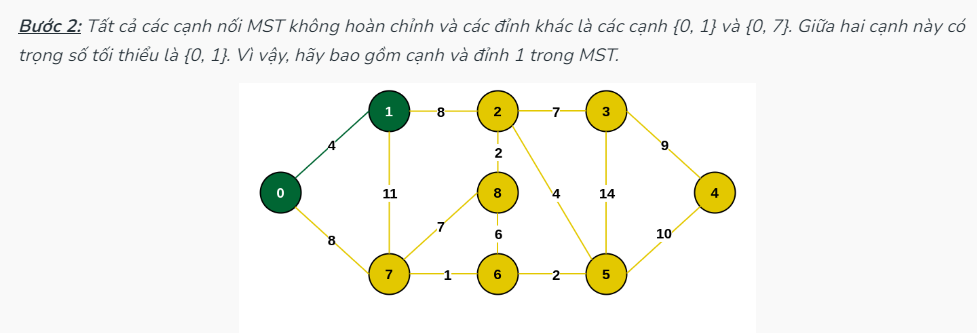 Bước 2: Tất cả các cạnh nối MST không hoàn chỉnh và các đỉnh khác là các cạnh {0, 1} và {0, 7}. Giữa hai cạnh này có
trọng số tối thiểu là {0, 1}. Vì vậy, hãy bao gồm cạnh và đỉnh 1 trong MST.
1 8 2 7 3
4 2 9
0 11 8 4 14 4
8 7 6 10
7 1 6 2 5